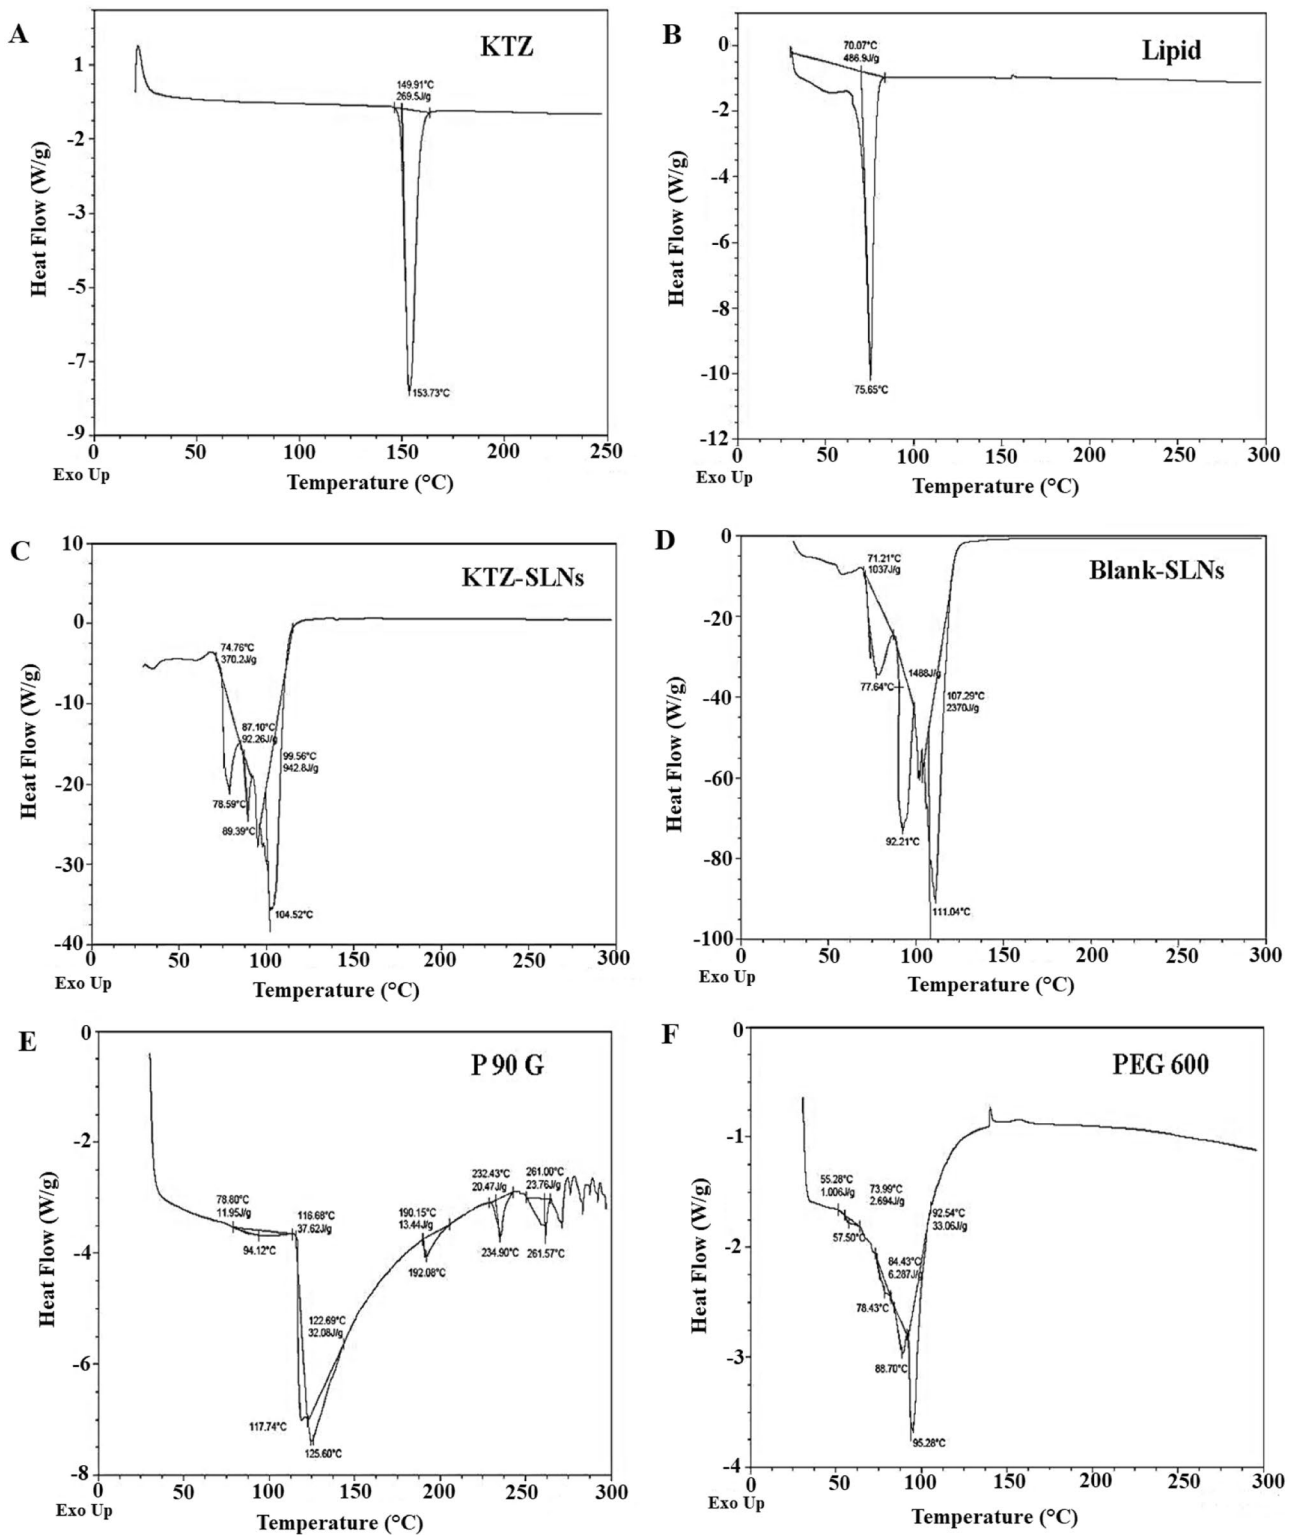 A
KTZ
149.91°C
269.5J/g
153.73°C
1
-2
-3
-5
-7
-9
0
50
100
150
200
250
Heat Flow (W/g)
Exo Up
Temperature (°C)
B
Lipid
70.07°C
486.9J/g
75.65°C
0
-2
-4
-6
-8
-10
-12
0
50
100
150
200
250
300
Heat Flow (W/g)
Exo Up
Temperature (°C)
C
KTZ-SLNs
74.76°C
370.2J/g
87.10°C
92.26J/g
99.56°C
942.8J/g
78.59°C
89.39°C
104.52°C
10
0
-10
-20
-30
-40
0
50
100
150
200
250
300
Heat Flow (W/g)
Exo Up
Temperature (°C)
D
Blank-SLNs
71.21°C
1037J/g
1488J/g
77.64°C
107.29°C
2370J/g
92.21°C
111.04°C
0
-20
-40
-60
-80
-100
0
50
100
150
200
250
300
Heat Flow (W/g)
Exo Up
Temperature (°C)
E
P 90 G
78.80°C
11.95J/g
116.68°C
37.62J/g
94.12°C
122.69°C
32.08J/g
117.74°C
125.60°C
190.15°C
13.44J/g
192.08°C
232.43°C
20.47J/g
234.90°C
261.00°C
23.76J/g
261.57°C
0
-2
-4
-6
-8
0
50
100
150
200
250
300
Heat Flow (W/g)
Exo Up
Temperature (°C)
F
PEG 600
55.28°C
1.006J/g
57.50°C
73.99°C
2.694J/g
92.54°C
33.06J/g
84.43°C
6.287J/g
78.43°C
88.70°C
95.28°C
0
-1
-2
-3
-4
0
50
100
150
200
250
300
Heat Flow (W/g)
Exo Up
Temperature (°C)